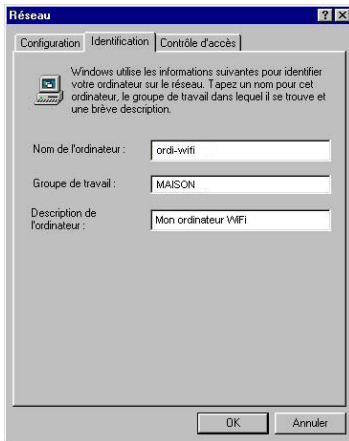 Réseau
Configuration Identification Contrôle d'accès
Windows utilise les informations suivantes pour identifier
votre ordinateur sur le réseau. Tapez un nom pour cet
ordinateur, le groupe de travail dans lequel il se trouve et
une brève description.
Nom de l'ordinateur : ordi-wifi
Groupe de travail : MAISON
Description de
l'ordinateur : Mon ordinateur WiFi
OK Annuler